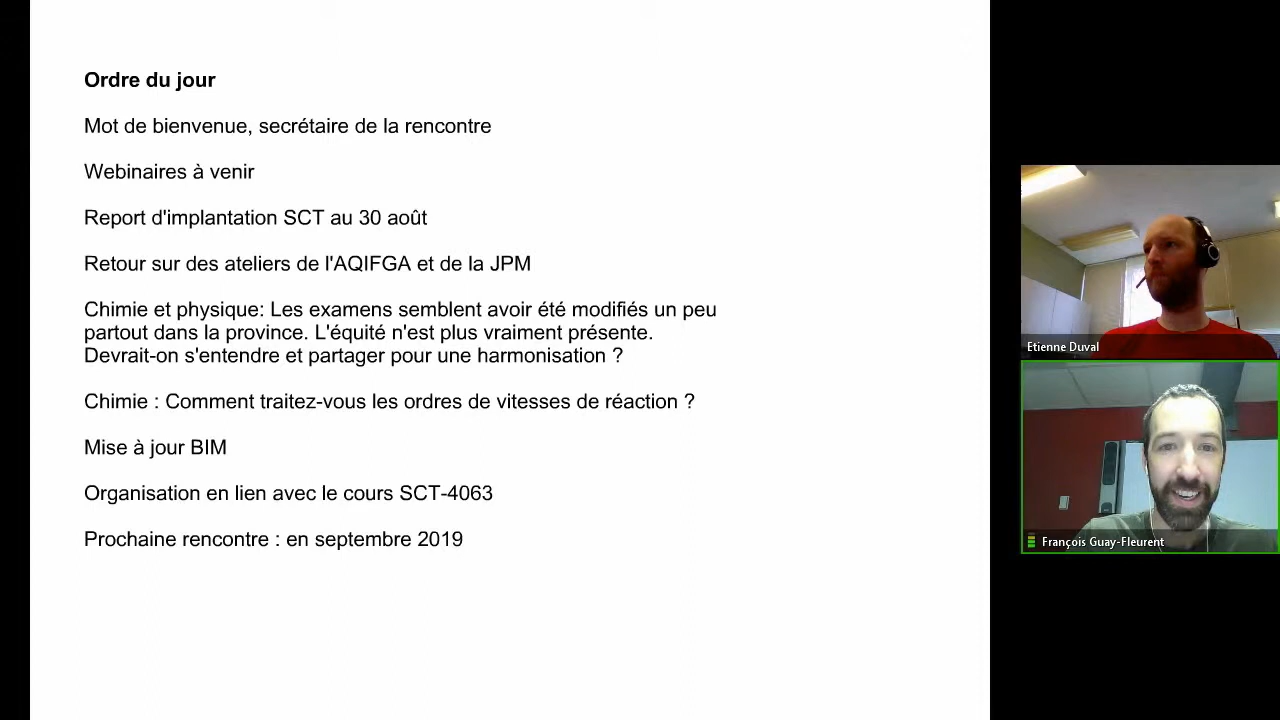 Ordre du jour
Mot de bienvenue, secrétaire de la rencontre
Webinaires à venir
Report d'implantation SCT au 30 août
Retour sur des ateliers de l'AQIFGA et de la JPM
Chimie et physique: Les examens semblent avoir été modifiés un peu
partout dans la province. L'équité n'est plus vraiment présente.
Devrait-on s'entendre et partager pour une harmonisation ?
Chimie : Comment traitez-vous les ordres de vitesses de réaction ?
Mise à jour BIM
Organisation en lien avec le cours SCT-4063
Prochaine rencontre : en septembre 2019
Etienne Duval
François Guay-Fleurent